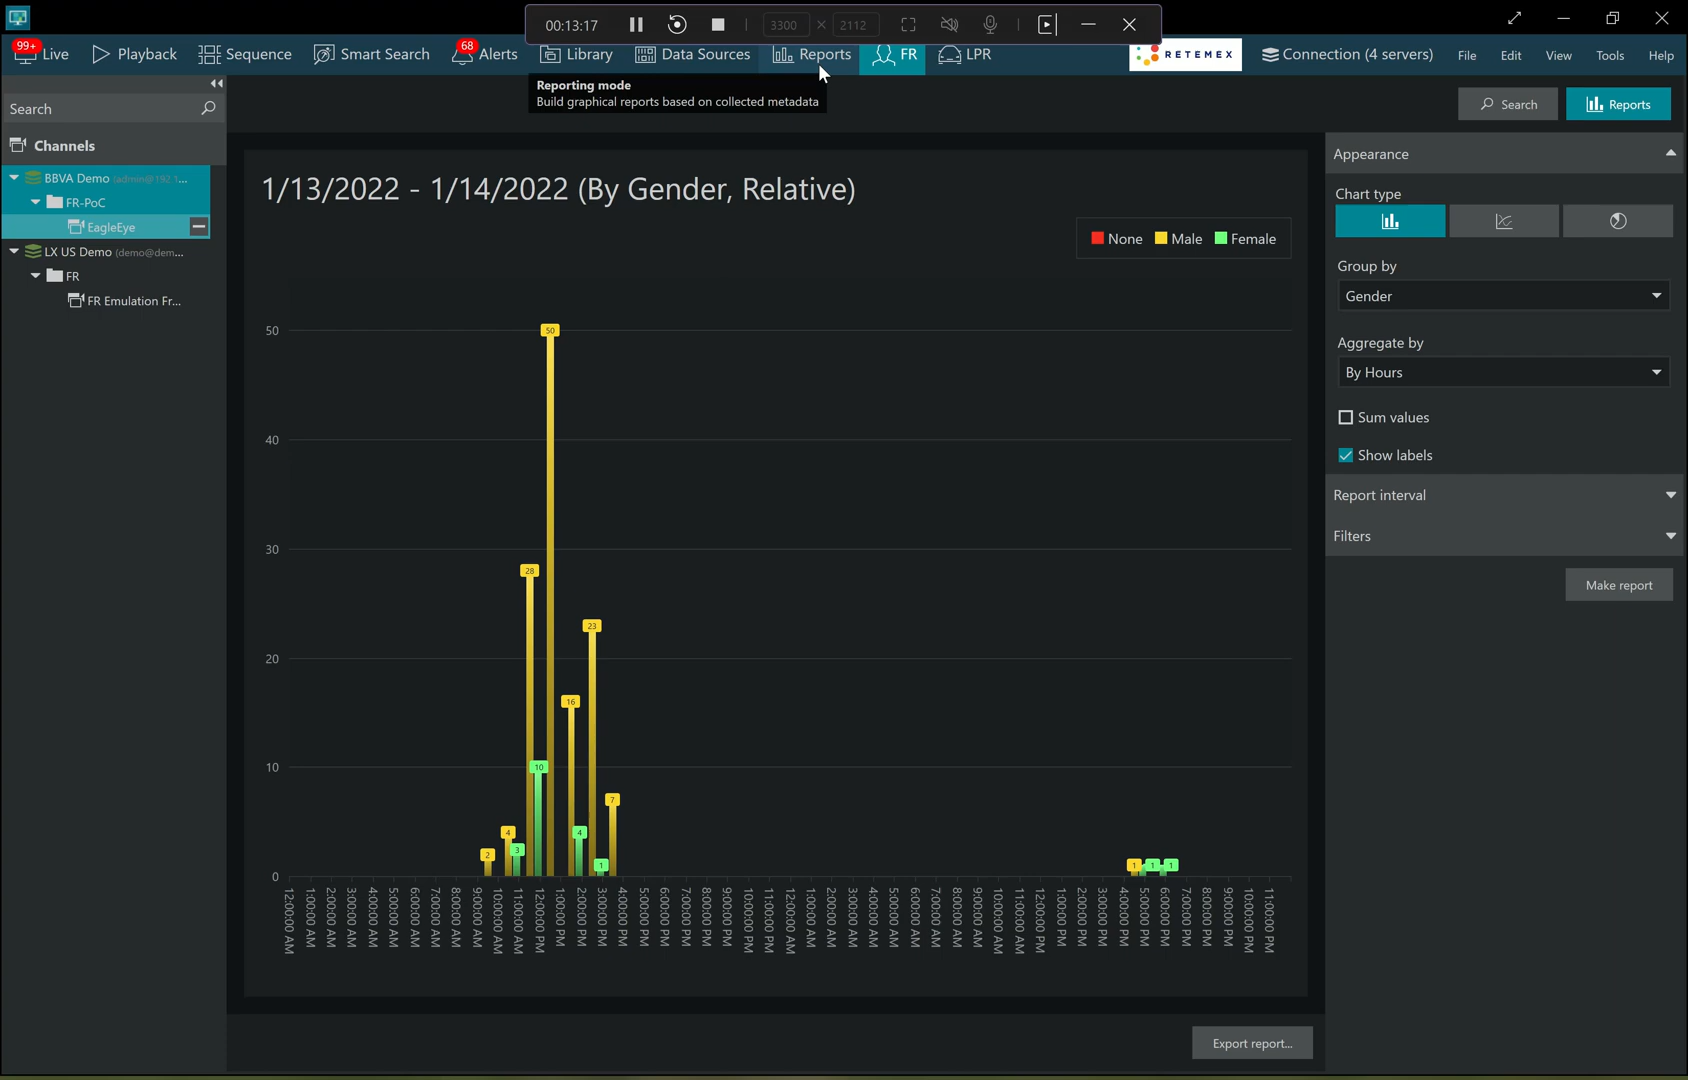 00:13:17
3300 × 2112
99+ Live
Playback
Sequence
Smart Search
68 Alerts
Library
Data Sources
Reports
FR
LPR
RETEMEX
Connection (4 servers)
File
Edit
View
Tools
Help
Reporting mode
Build graphical reports based on collected metadata
Search
Search
Reports
Channels
BBVA Demo (admin@192.1...
FR-PoC
EagleEye
LX US Demo (demo@dem...
FR
FR Emulation Fr...
1/13/2022 - 1/14/2022 (By Gender, Relative)
None Male Female
50
40
30
20
10
0
2
4
3
28
10
50
16
4
23
1
7
1
1
1
12:00:00 AM
1:00:00 AM
2:00:00 AM
3:00:00 AM
4:00:00 AM
5:00:00 AM
6:00:00 AM
7:00:00 AM
8:00:00 AM
9:00:00 AM
10:00:00 AM
11:00:00 AM
12:00:00 PM
1:00:00 PM
2:00:00 PM
3:00:00 PM
4:00:00 PM
5:00:00 PM
6:00:00 PM
7:00:00 PM
8:00:00 PM
9:00:00 PM
10:00:00 PM
11:00:00 PM
12:00:00 AM
1:00:00 AM
2:00:00 AM
3:00:00 AM
4:00:00 AM
5:00:00 AM
6:00:00 AM
7:00:00 AM
8:00:00 AM
9:00:00 AM
10:00:00 AM
11:00:00 AM
12:00:00 PM
1:00:00 PM
2:00:00 PM
3:00:00 PM
4:00:00 PM
5:00:00 PM
6:00:00 PM
7:00:00 PM
8:00:00 PM
9:00:00 PM
10:00:00 PM
11:00:00 PM
Appearance
Chart type
Group by
Gender
Aggregate by
By Hours
Sum values
Show labels
Report interval
Filters
Make report
Export report...